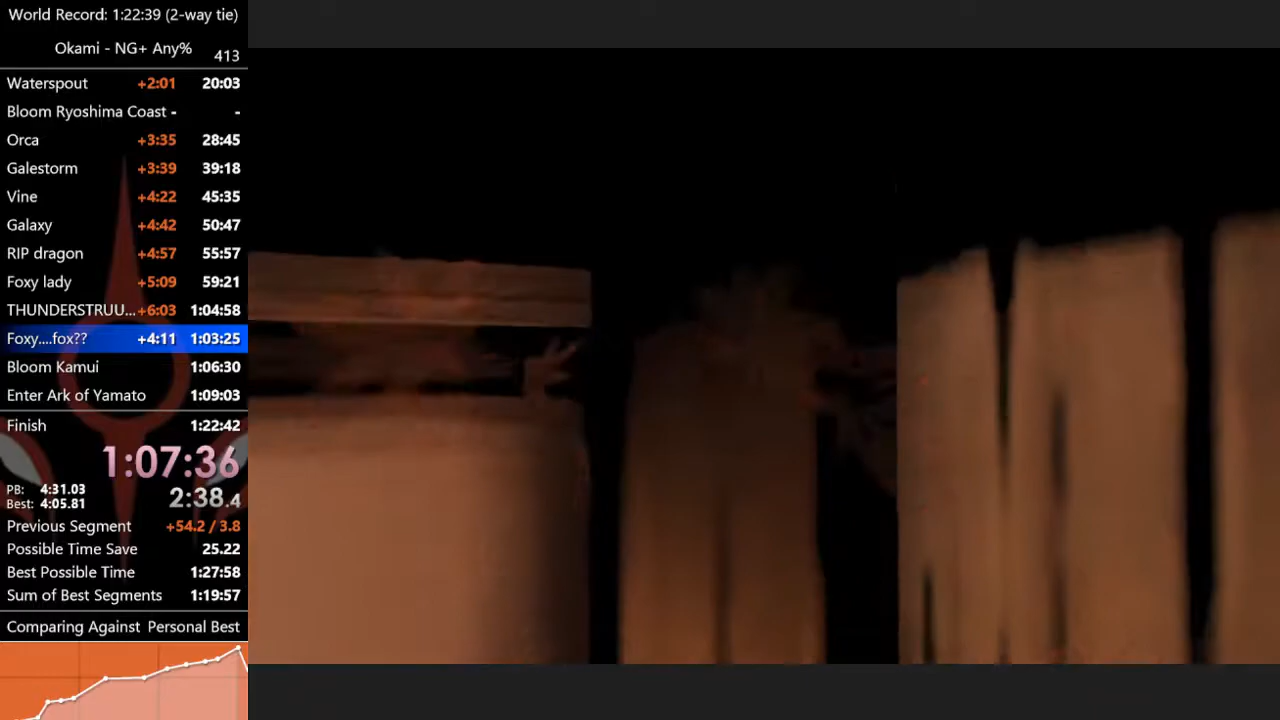 World Record: 1:22:39 (2-way tie)
Okami - NG+ Any%
413
Waterspout +2:01 20:03
Bloom Ryoshima Coast - -
Orca +3:35 28:45
Galestorm +3:39 39:18
Vine +4:22 45:35
Galaxy +4:42 50:47
RIP dragon +4:57 55:57
Foxy lady +5:09 59:21
THUNDERSTRUU... +6:03 1:04:58
Foxy....fox?? +4:11 1:03:25
Bloom Kamui 1:06:30
Enter Ark of Yamato 1:09:03
Finish 1:22:42
1:07:36
PB: 4:31.03
Best: 4:05.81
2:38.4
Previous Segment +54.2 / 3.8
Possible Time Save 25.22
Best Possible Time 1:27:58
Sum of Best Segments 1:19:57
Comparing Against Personal Best